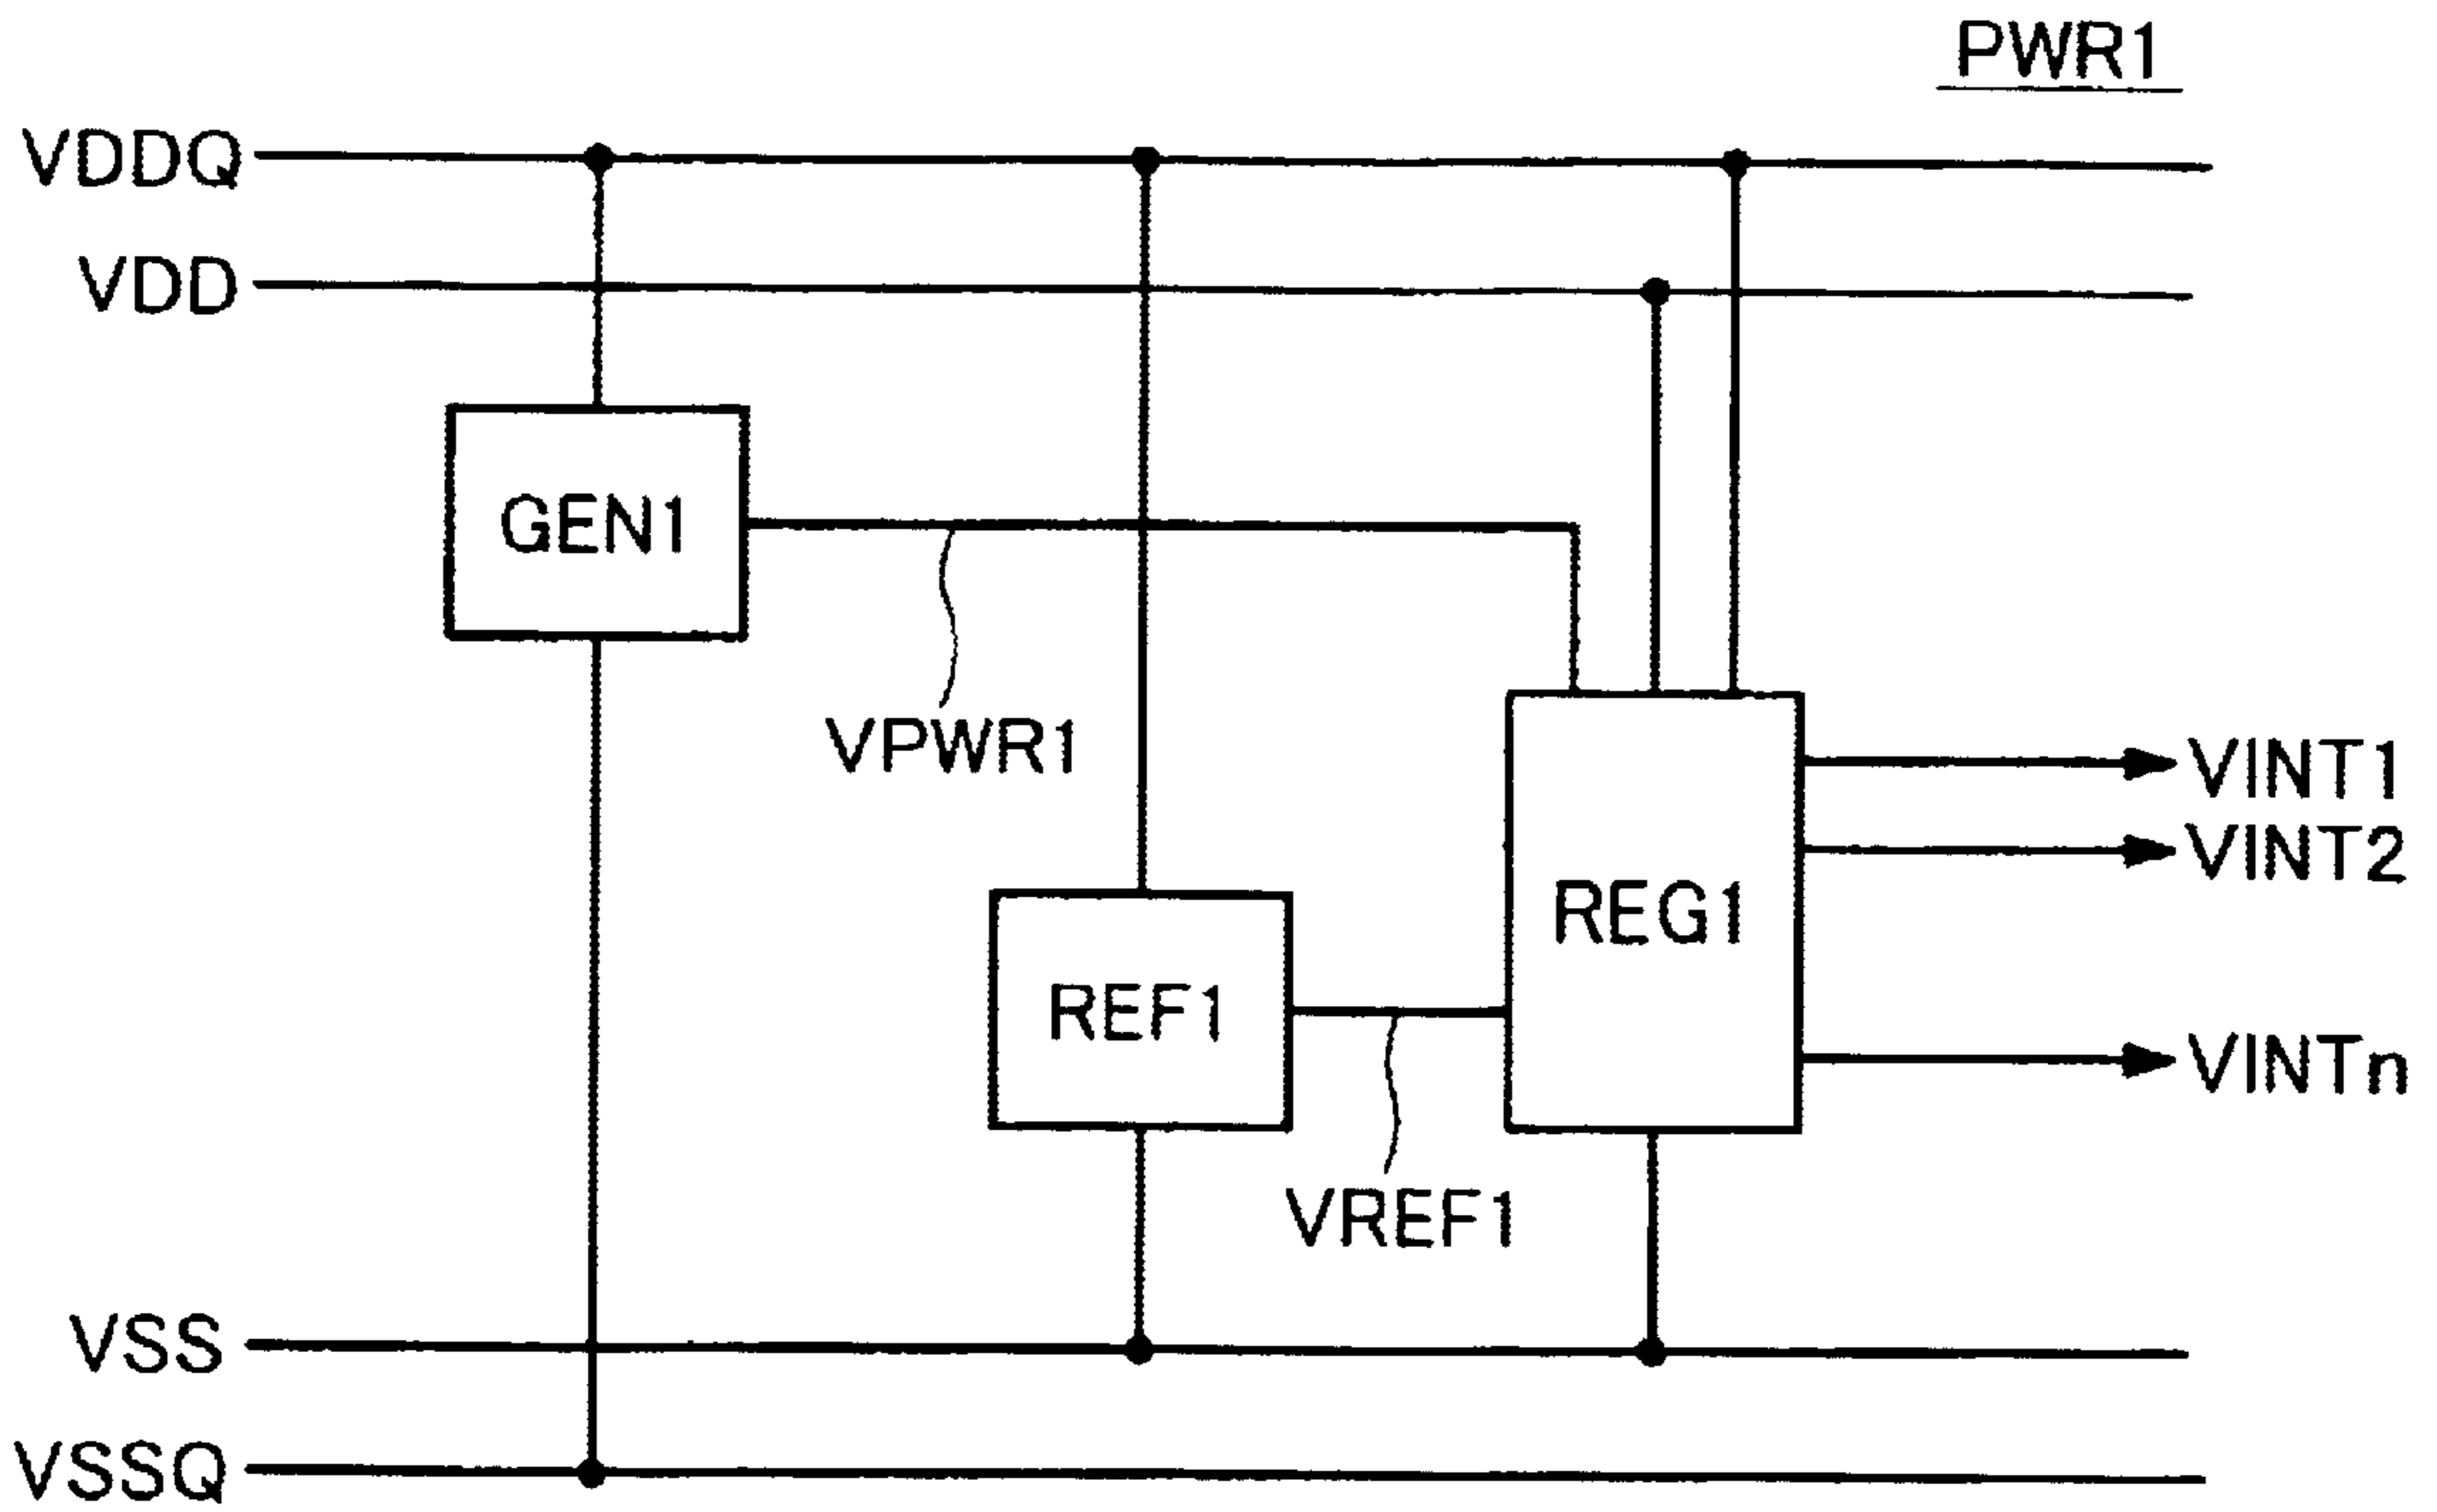 PWR1
VDDQ
VDD
GEN1
VPWR1
VINT1
VINT2
REG1
REF1
VINTn
VREF1
VSS
VSSQ